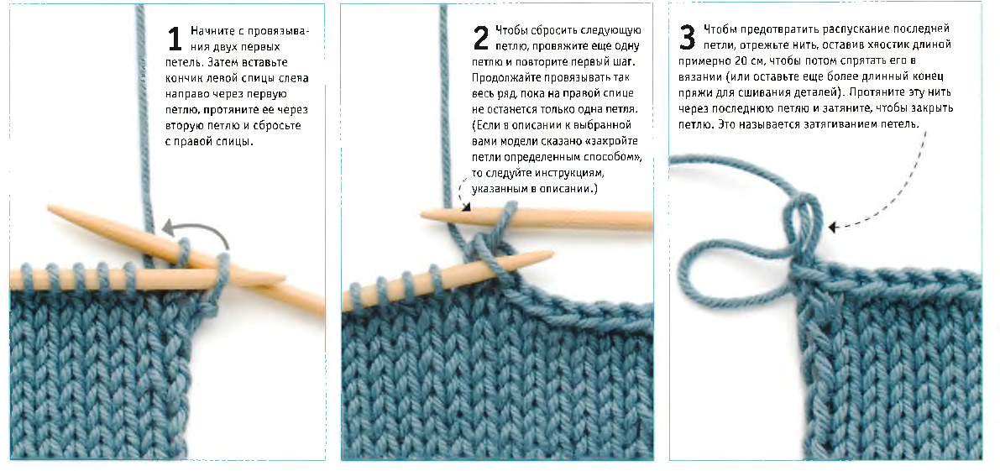 1 Начните с провязыва-
ния двух первых
петель. Затем вставьте
кончик левой спицы слева
направо через первую
петлю, протяните ее через
вторую петлю и сбросьте
с правой спицы.
2 Чтобы сбросить следующую
петлю, провяжите еще одну
петлю и повторите первый шаг.
Продолжайте провязывать так
весь ряд, пока на правой спице
не останется только одна петля.
(Если в описании к выбранной
вами модели сказано «закройте
петли определенным способом»,
то следуйте инструкциям,
указанным в описании.)
3 Чтобы предотвратить распускание последней
петли, отрежьте нить, оставив хвостик длиной
примерно 20 см, чтобы потом спрятать его в
вязании (или оставьте еще более длинный конец
пряжи для сшивания деталей). Протяните эту нить
через последнюю петлю и затяните, чтобы закрыть
петлю. Это называется затягиванием петель.